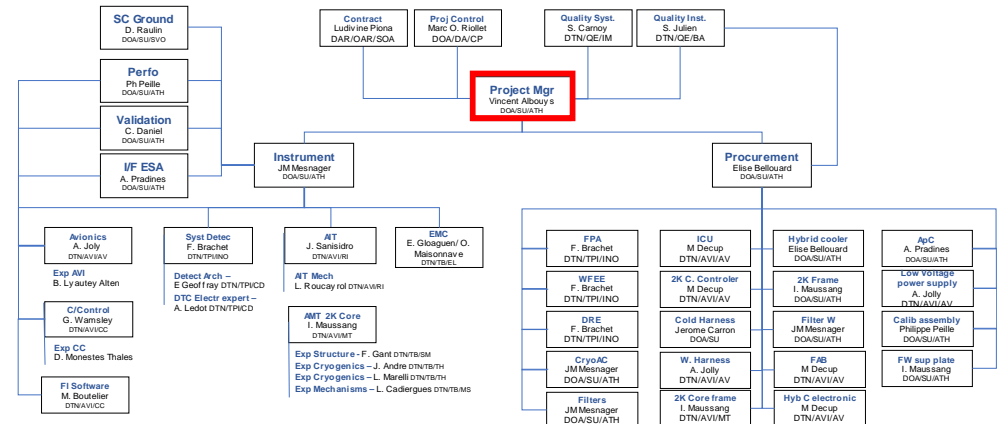 SC Ground
D. Raulin
DOA/SU/SVO
Contract
Ludivine Piona
DAR/OAR/SOA
Proj Control
Marc O. Riollet
DOA/DA/CP
Quality Syst.
S. Carnoy
DTN/QE/IM
Quality Inst.
S. Julien
DTN/QE/BA
Perfo
Ph Peille
DOA/SU/ATH
Project Mgr
Vincent Albouys
DOA/SU/ATH
Validation
C. Daniel
DOA/SU/ATH
I/F ESA
A. Pradines
DOA/SU/ATH
Instrument
JM Mesnager
DOA/SU/ATH
Procurement
Elise Bellouard
DOA/SU/ATH
Avionics
A. Joly
DTN/AVI/AV
Exp AVI
B. Lyautey Alten
C/Control
G. Wamsley
DTN/AVI/CC
Exp CC
D. Monestes Thales
Fl Software
M. Boutelier
DTN/AVI/CC
Syst Detec
F. Brachet
DTN/TPI/INO
Detect Arch –
E Geoffray DTN/TPI/CD
DTC Electr expert –
A. Ledot DTN/TPI/CD
AIT
J. Sanisidro
DTN/AVI/RI
AIT Mech
L. Roucayrol DTN/AVI/RI
AMT 2K Core
I. Maussang
DTN/AVI/MT
Exp Structure - F. Gant DTN/TB/SM
Exp Cryogenics – J. Andre DTN/TB/TH
Exp Cryogenics – L. Marelli DTN/TB/TH
Exp Mechanisms – L. Cadiergues DTN/TB/MS
EMC
E. Gloaguen/ O.
Maisonnave
DTN/TB/EL
FPA
F. Brachet
DTN/TPI/INO
WFEE
F. Brachet
DTN/TPI/INO
DRE
F. Brachet
DTN/TPI/INO
CryoAC
JM Mesnager
DOA/SU/ATH
Filters
JM Mesnager
DOA/SU/ATH
ICU
M Decup
DTN/AVI/AV
2K C. Controler
M Decup
DTN/AVI/AV
Cold Harness
Jerome Carron
DOA/SU
W. Harness
A. Jolly
DTN/AVI/AV
2K Core frame
I. Maussang
DTN/AVI/MT
Hybrid cooler
Elise Bellouard
DOA/SU/ATH
2K Frame
I. Maussang
DOA/SU/ATH
Filter W
JM Mesnager
DOA/SU/ATH
FAB
M Decup
DTN/AVI/AV
Hyb C electronic
M Decup
DTN/AVI/AV
ApC
A. Pradines
DOA/SU/ATH
Low Voltage
power supply
A. Jolly
DTN/AVI/AV
Calib assembly
Philippe Peille
DOA/SU/ATH
FW sup plate
I. Maussang
DOA/SU/ATH